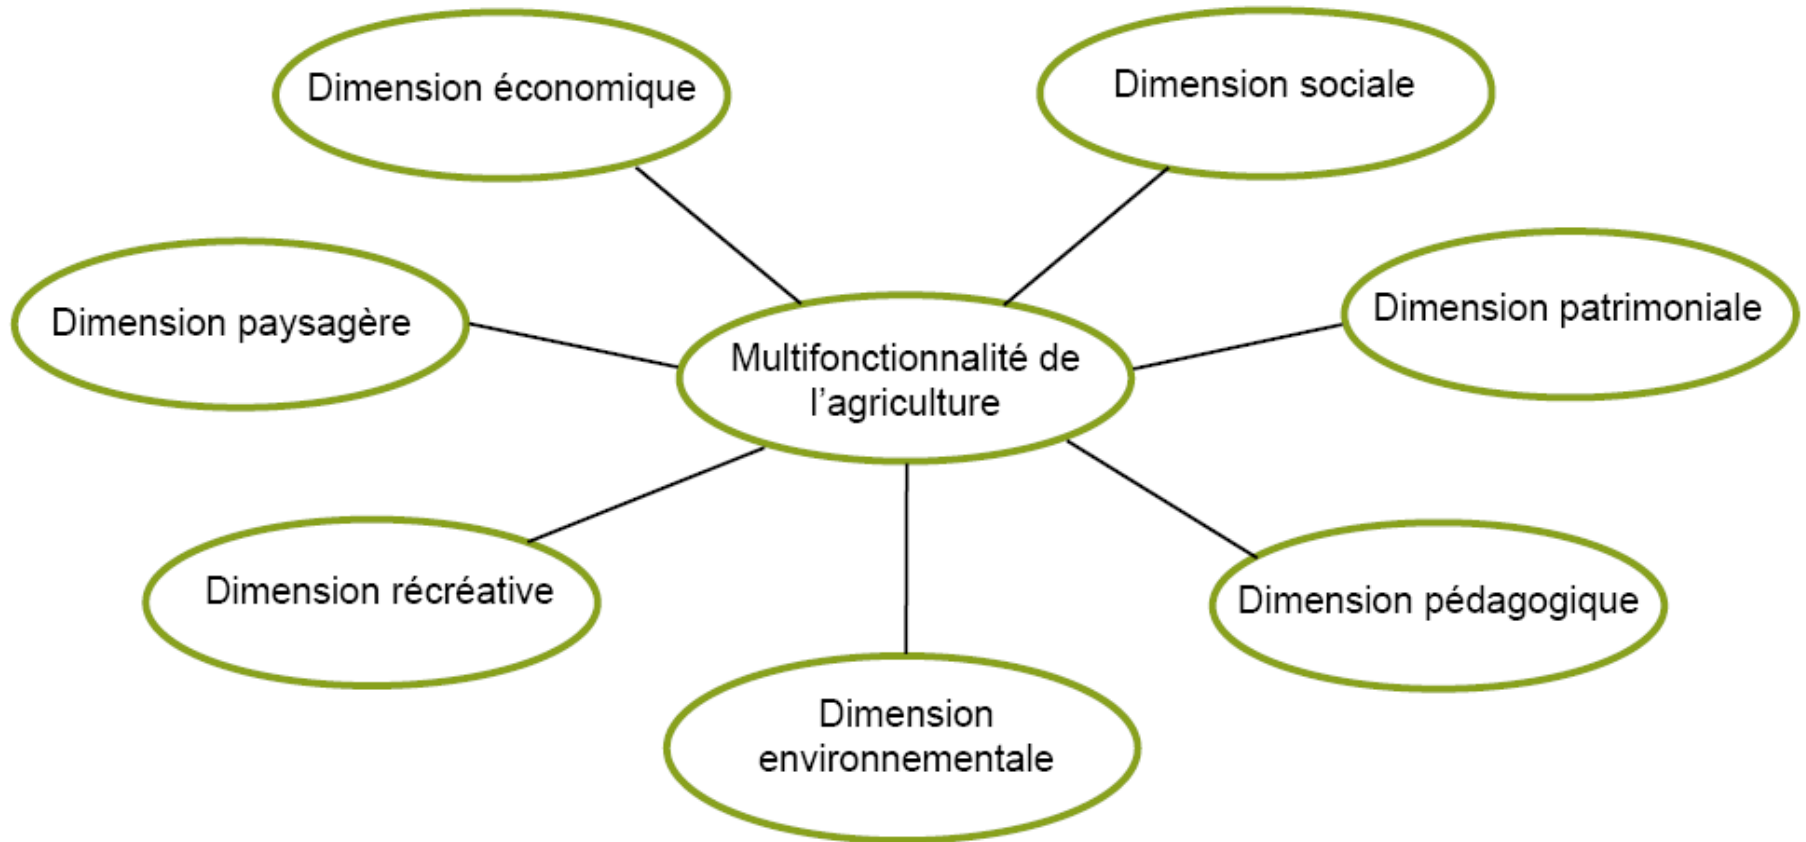 Dimension économique
Dimension sociale
Dimension paysagère
Dimension patrimoniale
Multifonctionnalité de
l’agriculture
Dimension récréative
Dimension pédagogique
Dimension
environnementale